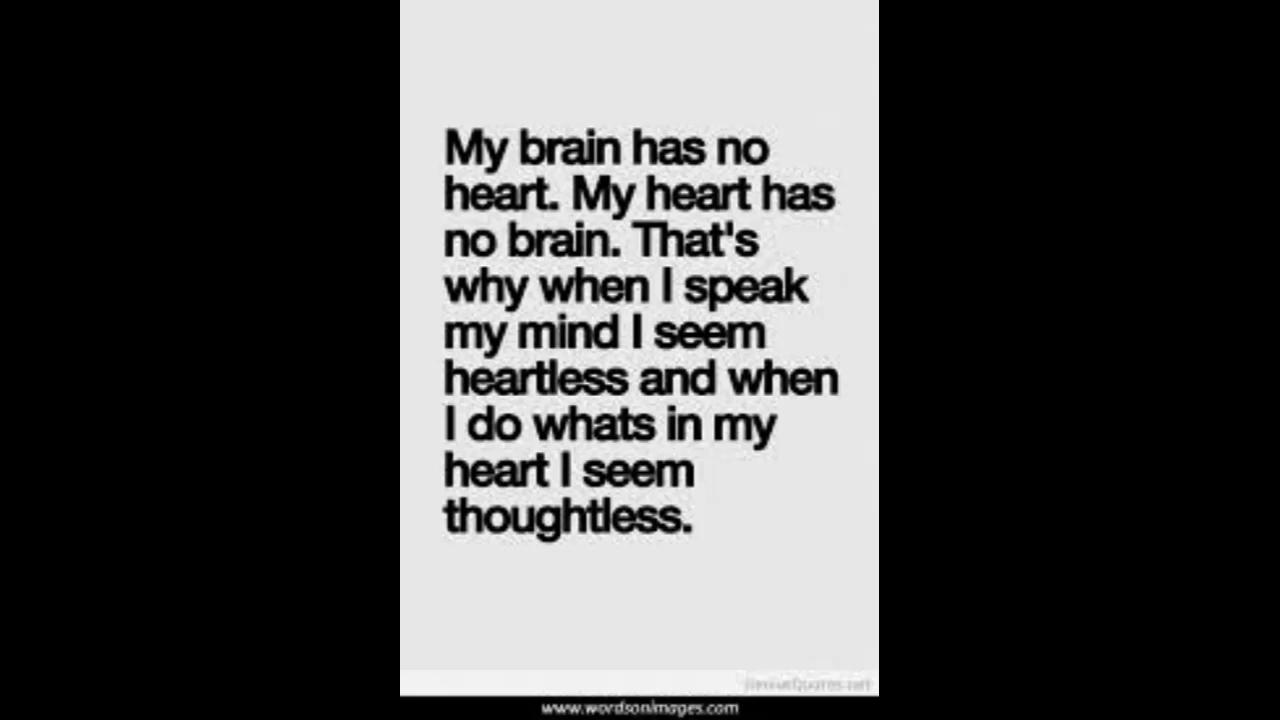 My brain has no
heart. My heart has
no brain. That's
why when I speak
my mind I seem
heartless and when
I do whats in my
heart I seem
thoughtless.
www.wordsonimages.com